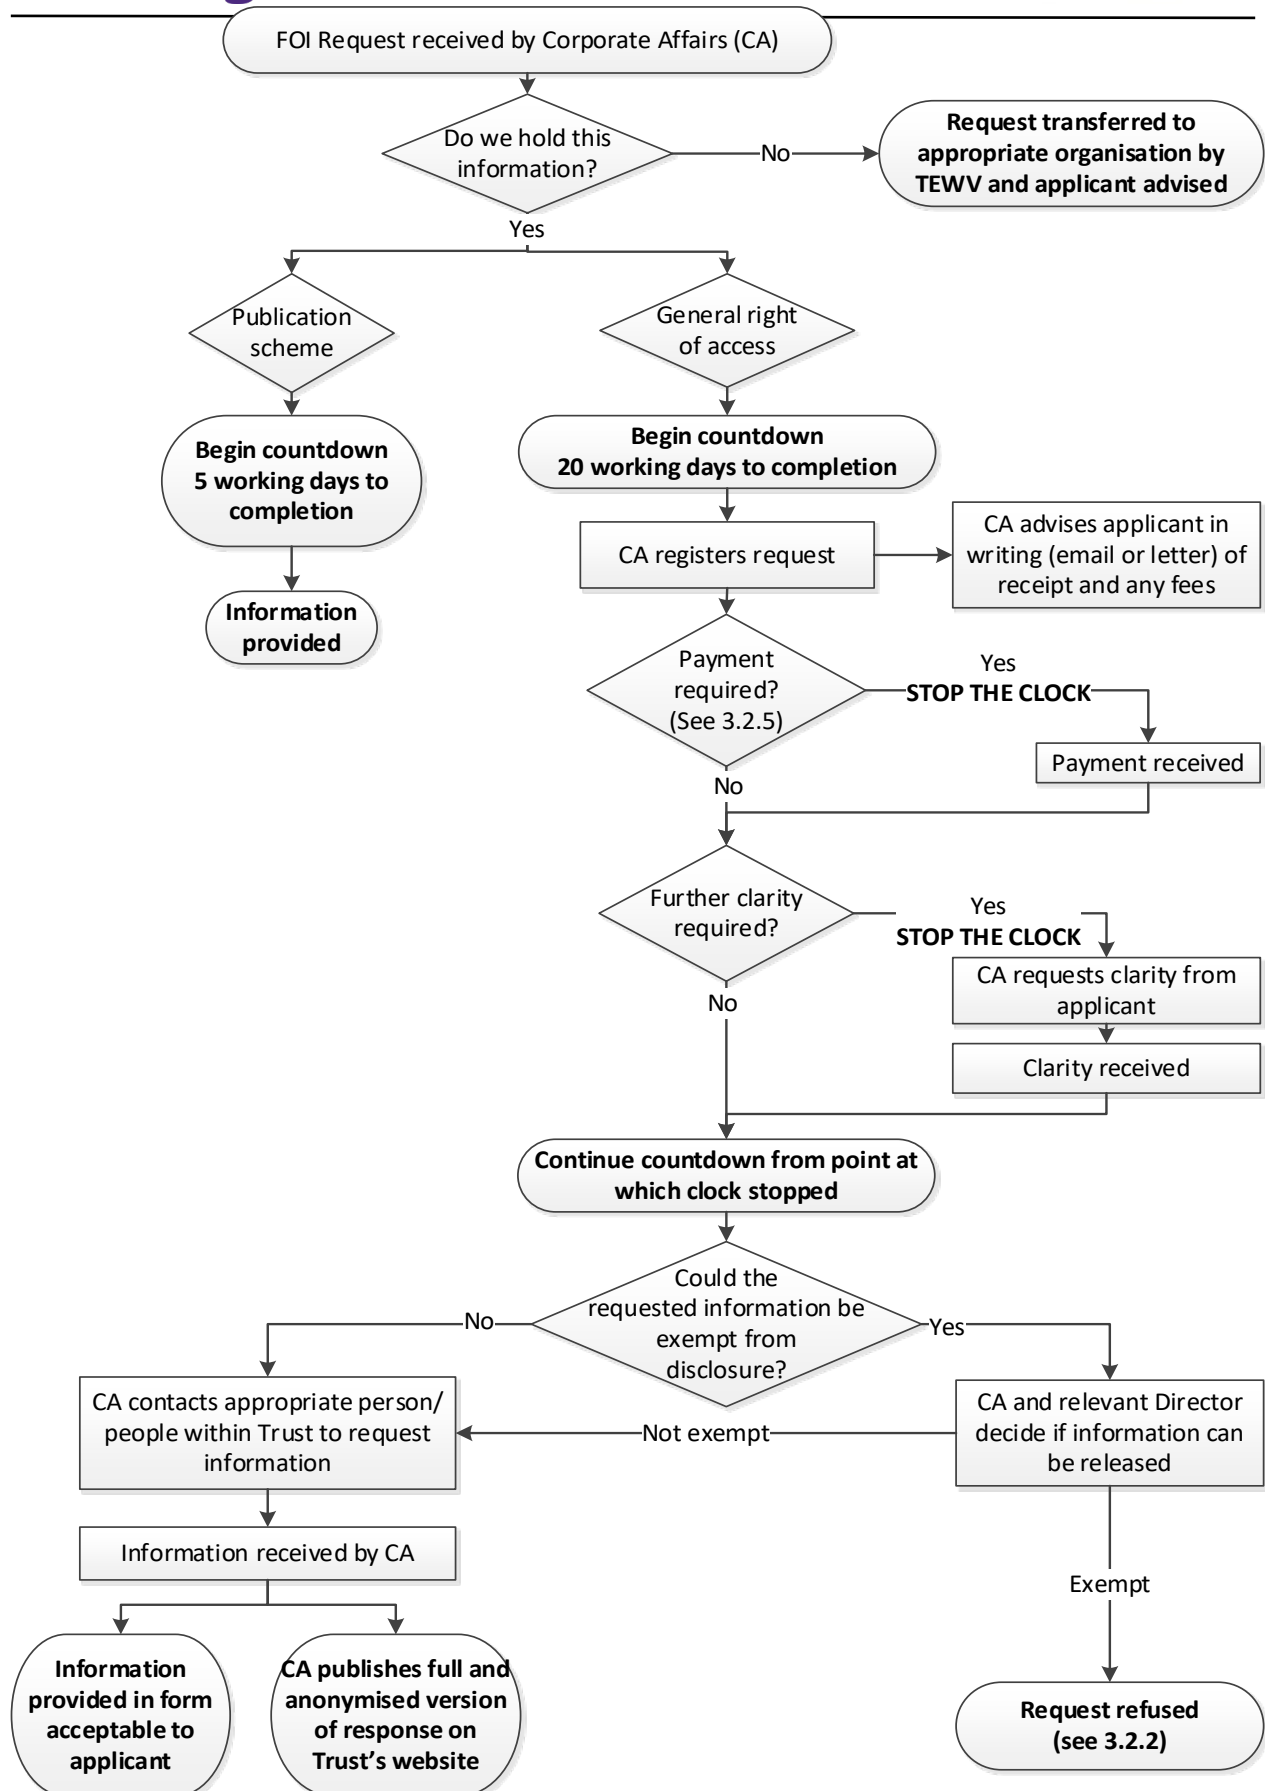 FOI Request received by Corporate Affairs (CA)
Do we hold this
information?
No
Request transferred to
appropriate organisation by
TEWV and applicant advised
Yes
Publication
scheme
General right
of access
Begin countdown
5 working days to
completion
Begin countdown
20 working days to completion
Information
provided
CA registers request
CA advises applicant in
writing (email or letter) of
receipt and any fees
Payment
required?
(See 3.2.5)
Yes
STOP THE CLOCK
Payment received
No
Further clarity
required?
Yes
STOP THE CLOCK
CA requests clarity from
applicant
No
Clarity received
Continue countdown from point at
which clock stopped
Could the
requested information be
exempt from
disclosure?
No
Yes
CA contacts appropriate person/
people within Trust to request
information
Not exempt
CA and relevant Director
decide if information can
be released
Information received by CA
Exempt
Information
provided in form
acceptable to
applicant
CA publishes full and
anonymised version
of response on
Trust's website
Request refused
(see 3.2.2)